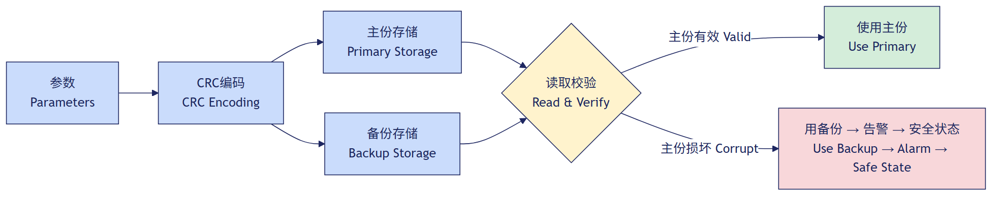 参数
Parameters
CRC编码
CRC Encoding
主份存储
Primary Storage
备份存储
Backup Storage
读取校验
Read & Verify
主份有效 Valid
使用主份
Use Primary
主份损坏 Corrupt
用备份 → 告警 → 安全状态
Use Backup → Alarm →
Safe State